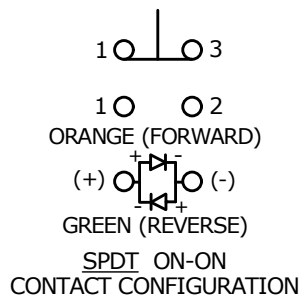 1 3
1 2
ORANGE (FORWARD)
+ -
(+) (-)
- +
GREEN (REVERSE)
SPDT ON-ON
CONTACT CONFIGURATION